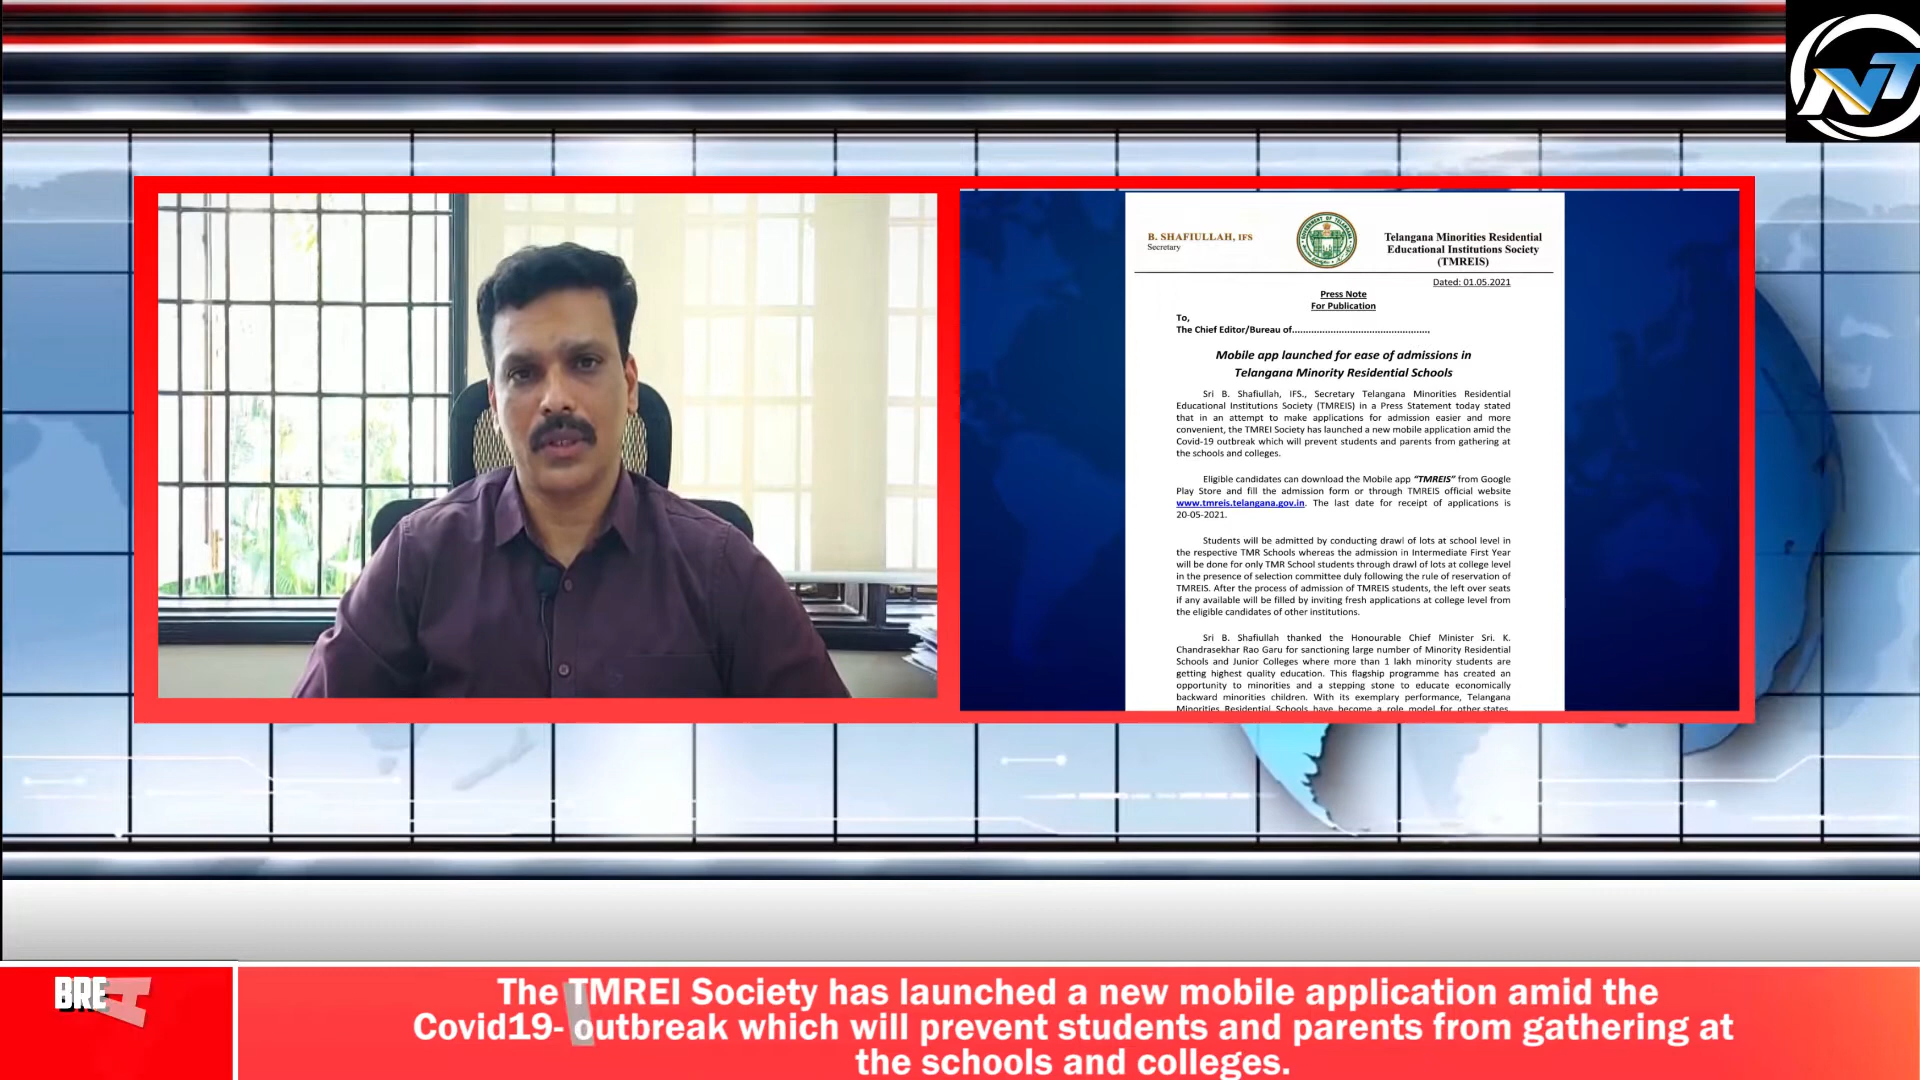 NT
B. SHAFIULLAH, IFS
Secretary
GOVERNMENT OF TELANGANA
Telangana Minorities Residential
Educational Institutions Society
(TMREIS)
Dated: 01.05.2021
Press Note
For Publication
To,
The Chief Editor/Bureau of..................................................
Mobile app launched for ease of admissions in
Telangana Minority Residential Schools
Sri B. Shafiullah, IFS., Secretary Telangana Minorities Residential
Educational Institutions Society (TMREIS) in a Press Statement today stated
that in an attempt to make applications for admission easier and more
convenient, the TMREI Society has launched a new mobile application amid the
Covid-19 outbreak which will prevent students and parents from gathering at
the schools and colleges.
Eligible candidates can download the Mobile app “TMREIS” from Google
Play Store and fill the admission form or through TMREIS official website
www.tmreis.telangana.gov.in. The last date for receipt of applications is
20-05-2021.
Students will be admitted by conducting drawl of lots at school level in
the respective TMR Schools whereas the admission in Intermediate First Year
will be done for only TMR School students through drawl of lots at college level
in the presence of selection committee duly following the rule of reservation of
TMREIS. After the process of admission of TMREIS students, the left over seats
if any available will be filled by inviting fresh applications at college level from
the eligible candidates of other institutions.
Sri B. Shafiullah thanked the Honourable Chief Minister Sri. K.
Chandrasekhar Rao Garu for sanctioning large number of Minority Residential
Schools and Junior Colleges where more than 1 lakh minority students are
getting highest quality education. This flagship programme has created an
opportunity to minorities and a stepping stone to educate economically
backward minorities children. With its exemplary performance, Telangana
Minorities Residential Schools have become a role model for other states.
BRE
The TMREI Society has launched a new mobile application amid the
Covid19- outbreak which will prevent students and parents from gathering at
the schools and colleges.